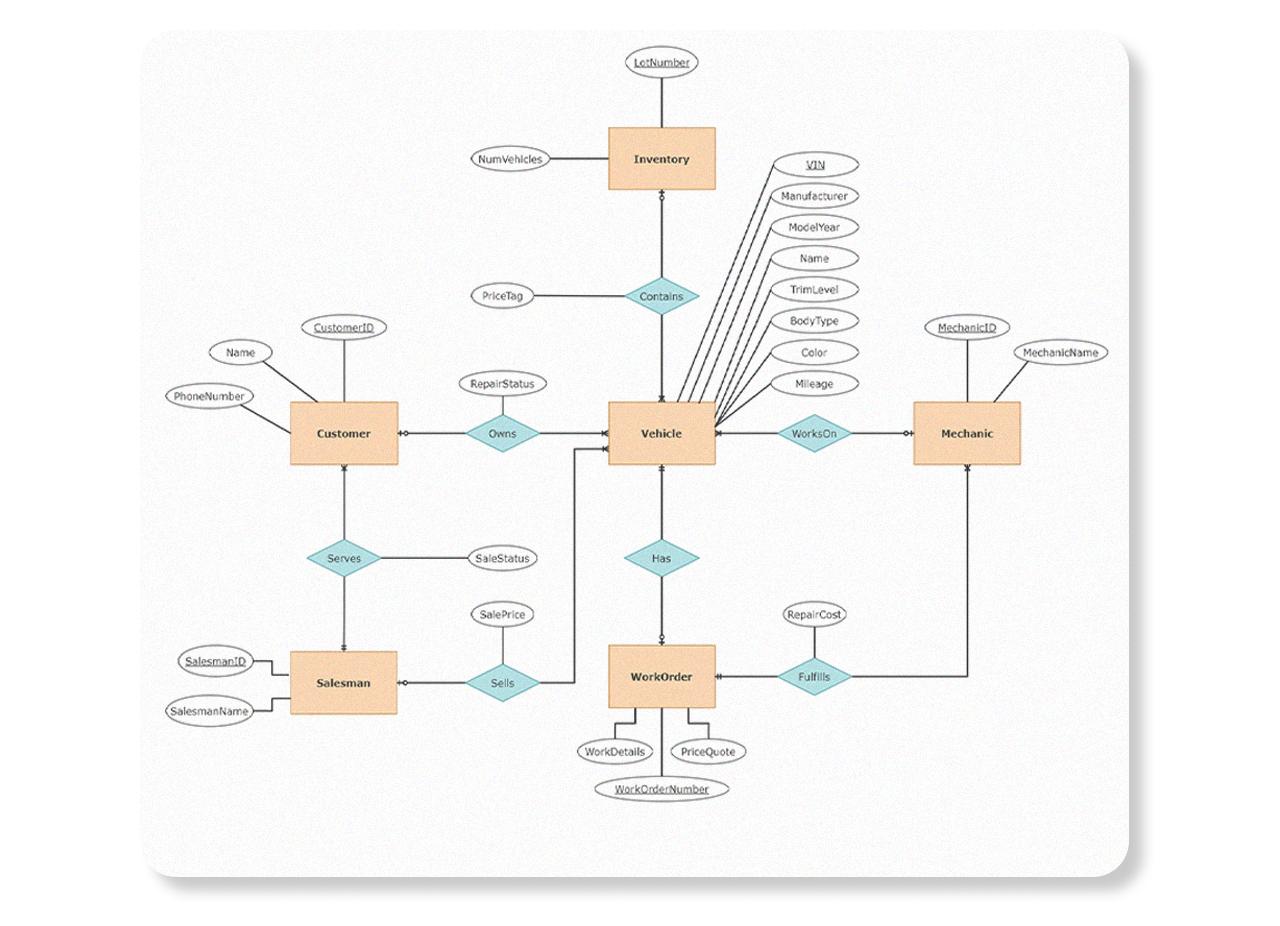 LotNumber
NumVehicles
Inventory
VIN
Manufacturer
ModelYear
Name
TrimLevel
BodyType
Color
Mileage
PriceTag
Contains
CustomerID
Name
PhoneNumber
RepairStatus
MechanicID
MechanicName
Customer
Owns
Vehicle
WorksOn
Mechanic
Serves
SaleStatus
Has
SalePrice
RepairCost
SalesmanID
SalesmanName
Salesman
Sells
WorkOrder
Fulfills
WorkDetails
PriceQuote
WorkOrderNumber